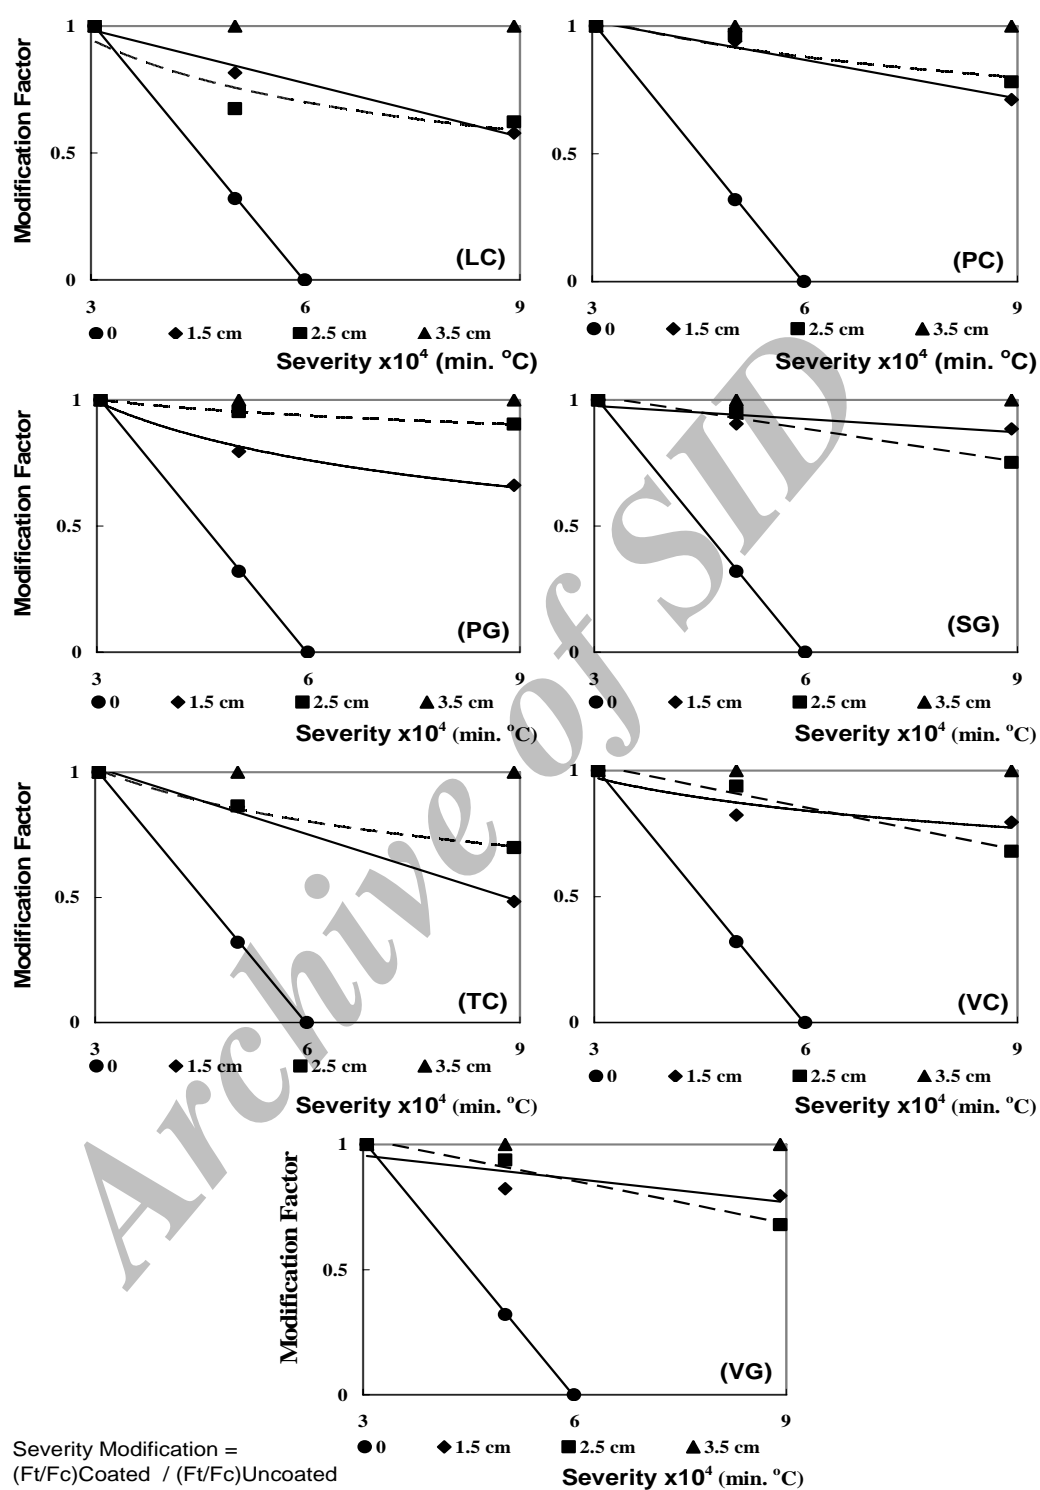 1
0.5
0
3 6 9
Modification Factor
(LC)
0 1.5 cm 2.5 cm 3.5 cm
Severity x10⁴ (min. °C)
1
0.5
0
3 6 9
(PC)
0 1.5 cm 2.5 cm 3.5 cm
Severity x10⁴ (min. °C)
1
0.5
0
3 6 9
Modification Factor
(PG)
0 1.5 cm 2.5 cm 3.5 cm
Severity x10⁴ (min. °C)
1
0.5
0
3 6 9
(SG)
0 1.5 cm 2.5 cm 3.5 cm
Severity x10⁴ (min. °C)
1
0.5
0
3 6 9
Modification Factor
(TC)
0 1.5 cm 2.5 cm 3.5 cm
Severity x10⁴ (min. °C)
1
0.5
0
3 6 9
(VC)
0 1.5 cm 2.5 cm 3.5 cm
Severity x10⁴ (min. °C)
1
0.5
0
3 6 9
Modification Factor
(VG)
0 1.5 cm 2.5 cm 3.5 cm
Severity x10⁴ (min. °C)
Severity Modification =
(Ft/Fc)Coated / (Ft/Fc)Uncoated
Archive of SID